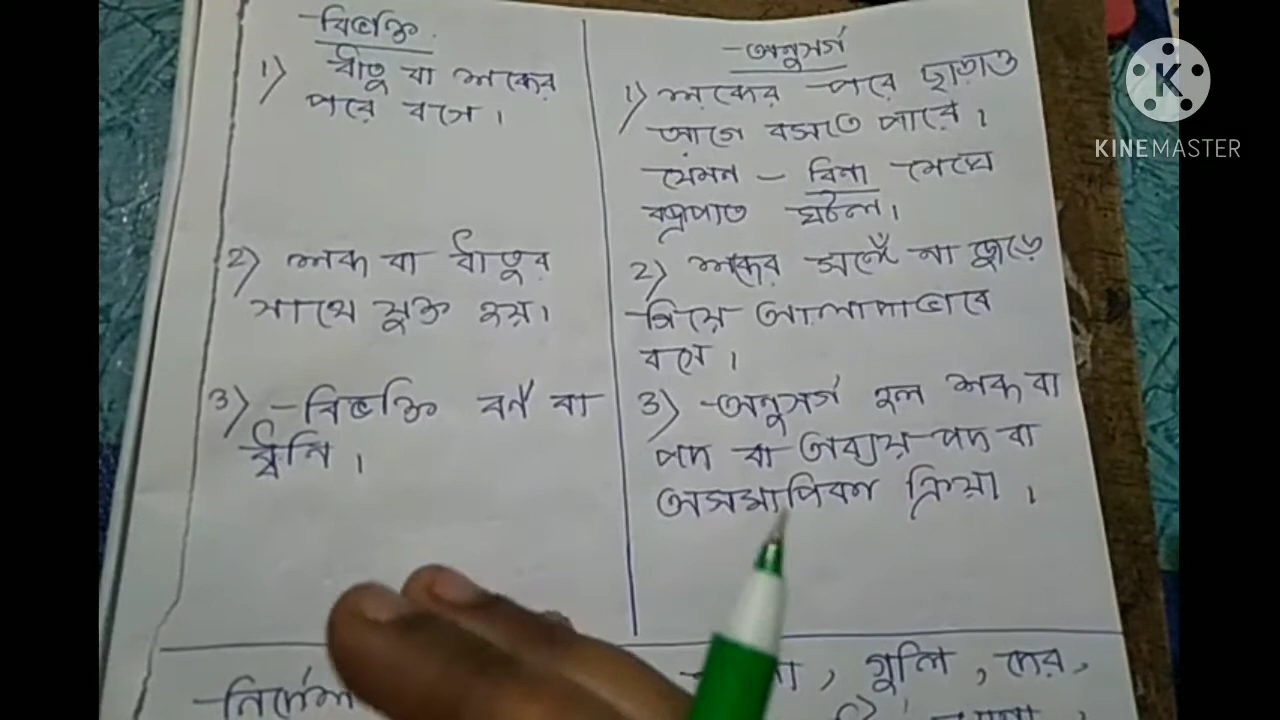 বিভক্তি
১) ধাতু বা শব্দের
পরে বসে।
২) শব্দ বা ধাতুর
সাথে যুক্ত হয়।
৩) বিভক্তি বর্ণ বা
ধ্বনি।
অনুসর্গ
১) শব্দের পরে ছাড়াও
আগে বসতে পারে।
যেমন - বিনা মেঘে
বজ্রপাত ঘটল।
২) শব্দের সঙ্গে না জুড়ে
গিয়ে আলাদাভাবে
বসে।
৩) অনুসর্গ হল শব্দ বা
পদ বা অব্যয় পদ বা
অসমাপিকা ক্রিয়া।
, গুলি, দের,
K
KINEMASTER